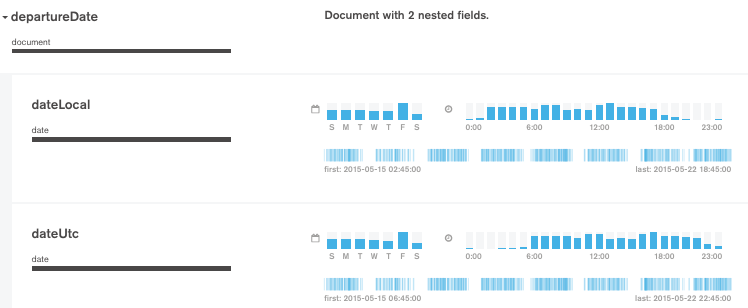 departureDate
Document with 2 nested fields.
document
dateLocal
date
S M T W T F S
0:00 6:00 12:00 18:00 23:00
first: 2015-05-15 02:45:00
last: 2015-05-22 18:45:00
dateUtc
date
S M T W T F S
0:00 6:00 12:00 18:00 23:00
first: 2015-05-15 06:45:00
last: 2015-05-22 22:45:00